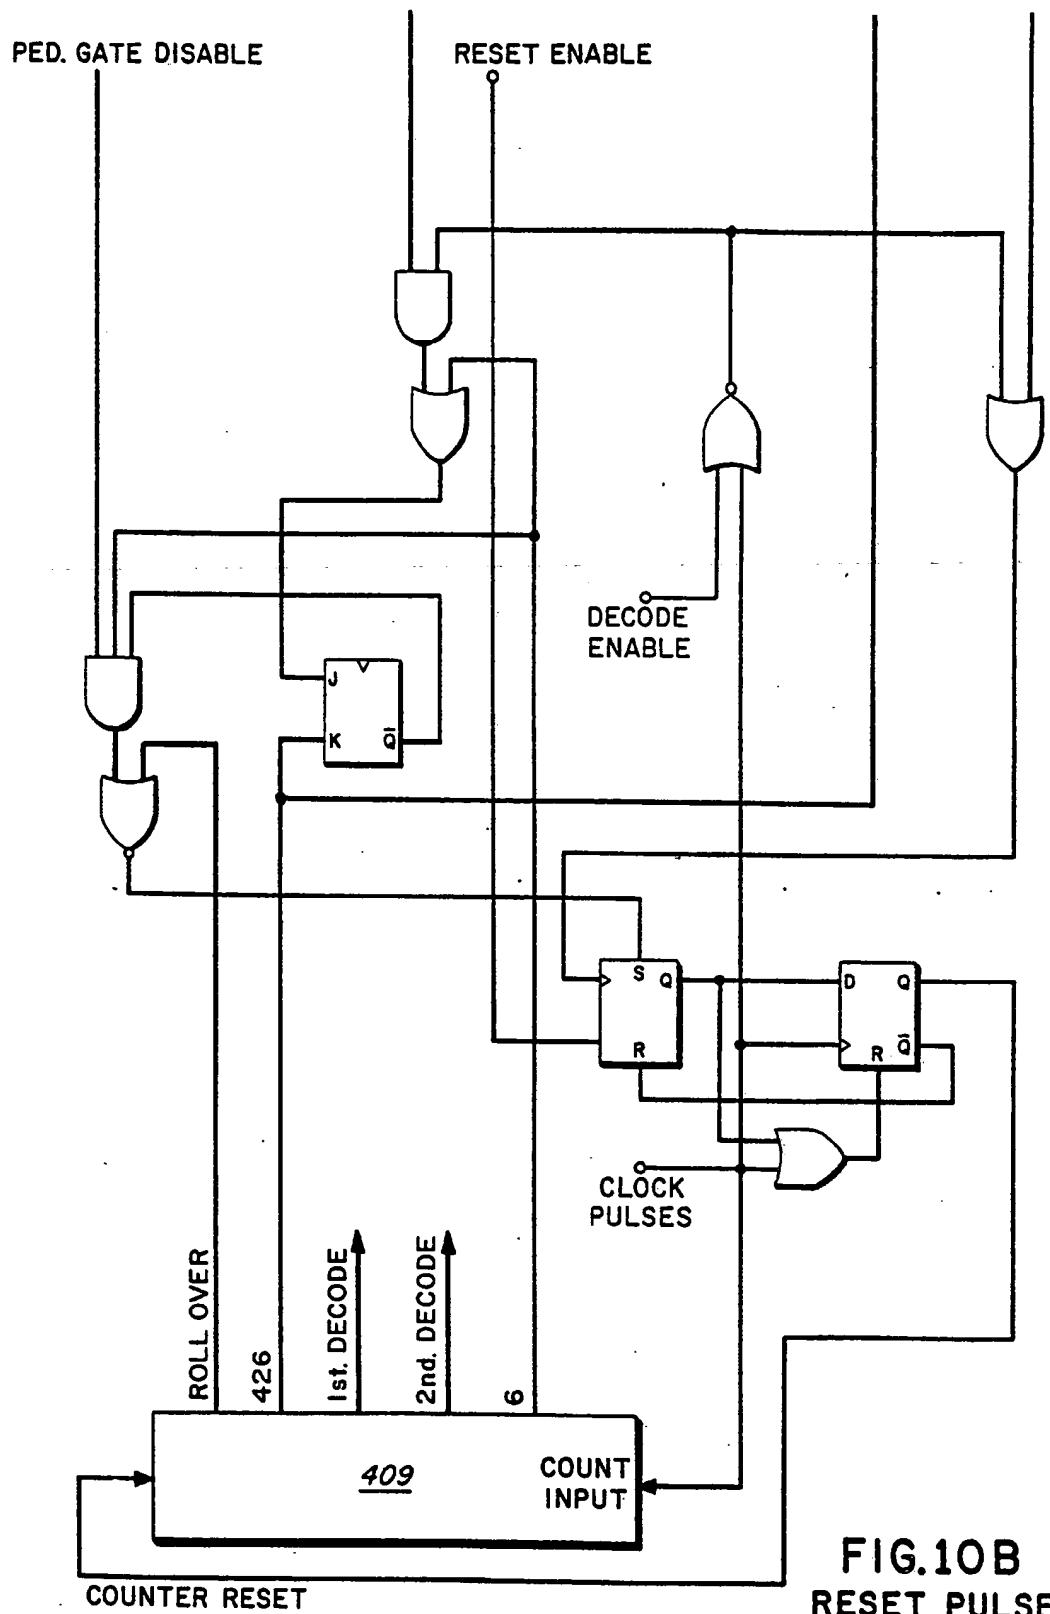 PED. GATE DISABLE
RESET ENABLE
DECODE
ENABLE
J
K
Q̅
S
Q
R
D
Q
R
Q̅
CLOCK
PULSES
ROLL OVER
426
1st. DECODE
2nd. DECODE
6
409
COUNT
INPUT
COUNTER RESET
FIG.10B
RESET PULSE